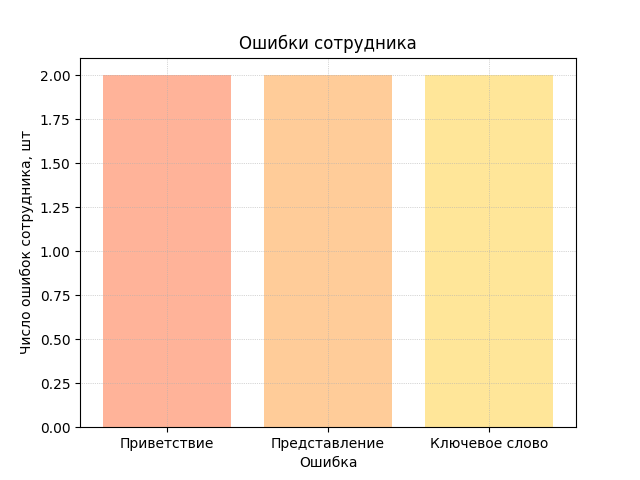 Ошибки сотрудника
Число ошибок сотрудника, шт
2.00
1.75
1.50
1.25
1.00
0.75
0.50
0.25
0.00
Приветствие Представление Ключевое слово
Ошибка